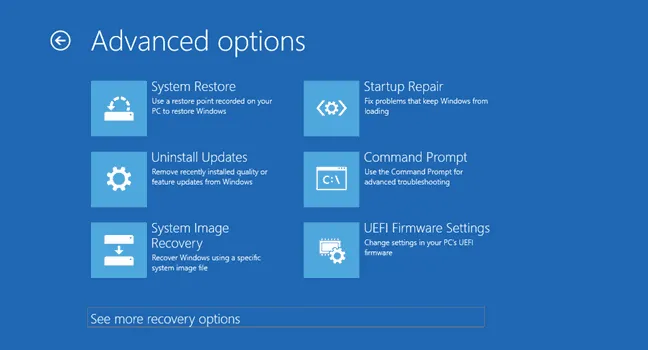 Advanced options
System Restore
Use a restore point recorded on your
PC to restore Windows
Startup Repair
Fix problems that keep Windows from
loading
Uninstall Updates
Remove recently installed quality or
feature updates from Windows
C:\
Command Prompt
Use the Command Prompt for
advanced troubleshooting
System Image
Recovery
Recover Windows using a specific
system image file
UEFI Firmware Settings
Change settings in your PC's UEFI
firmware
See more recovery options